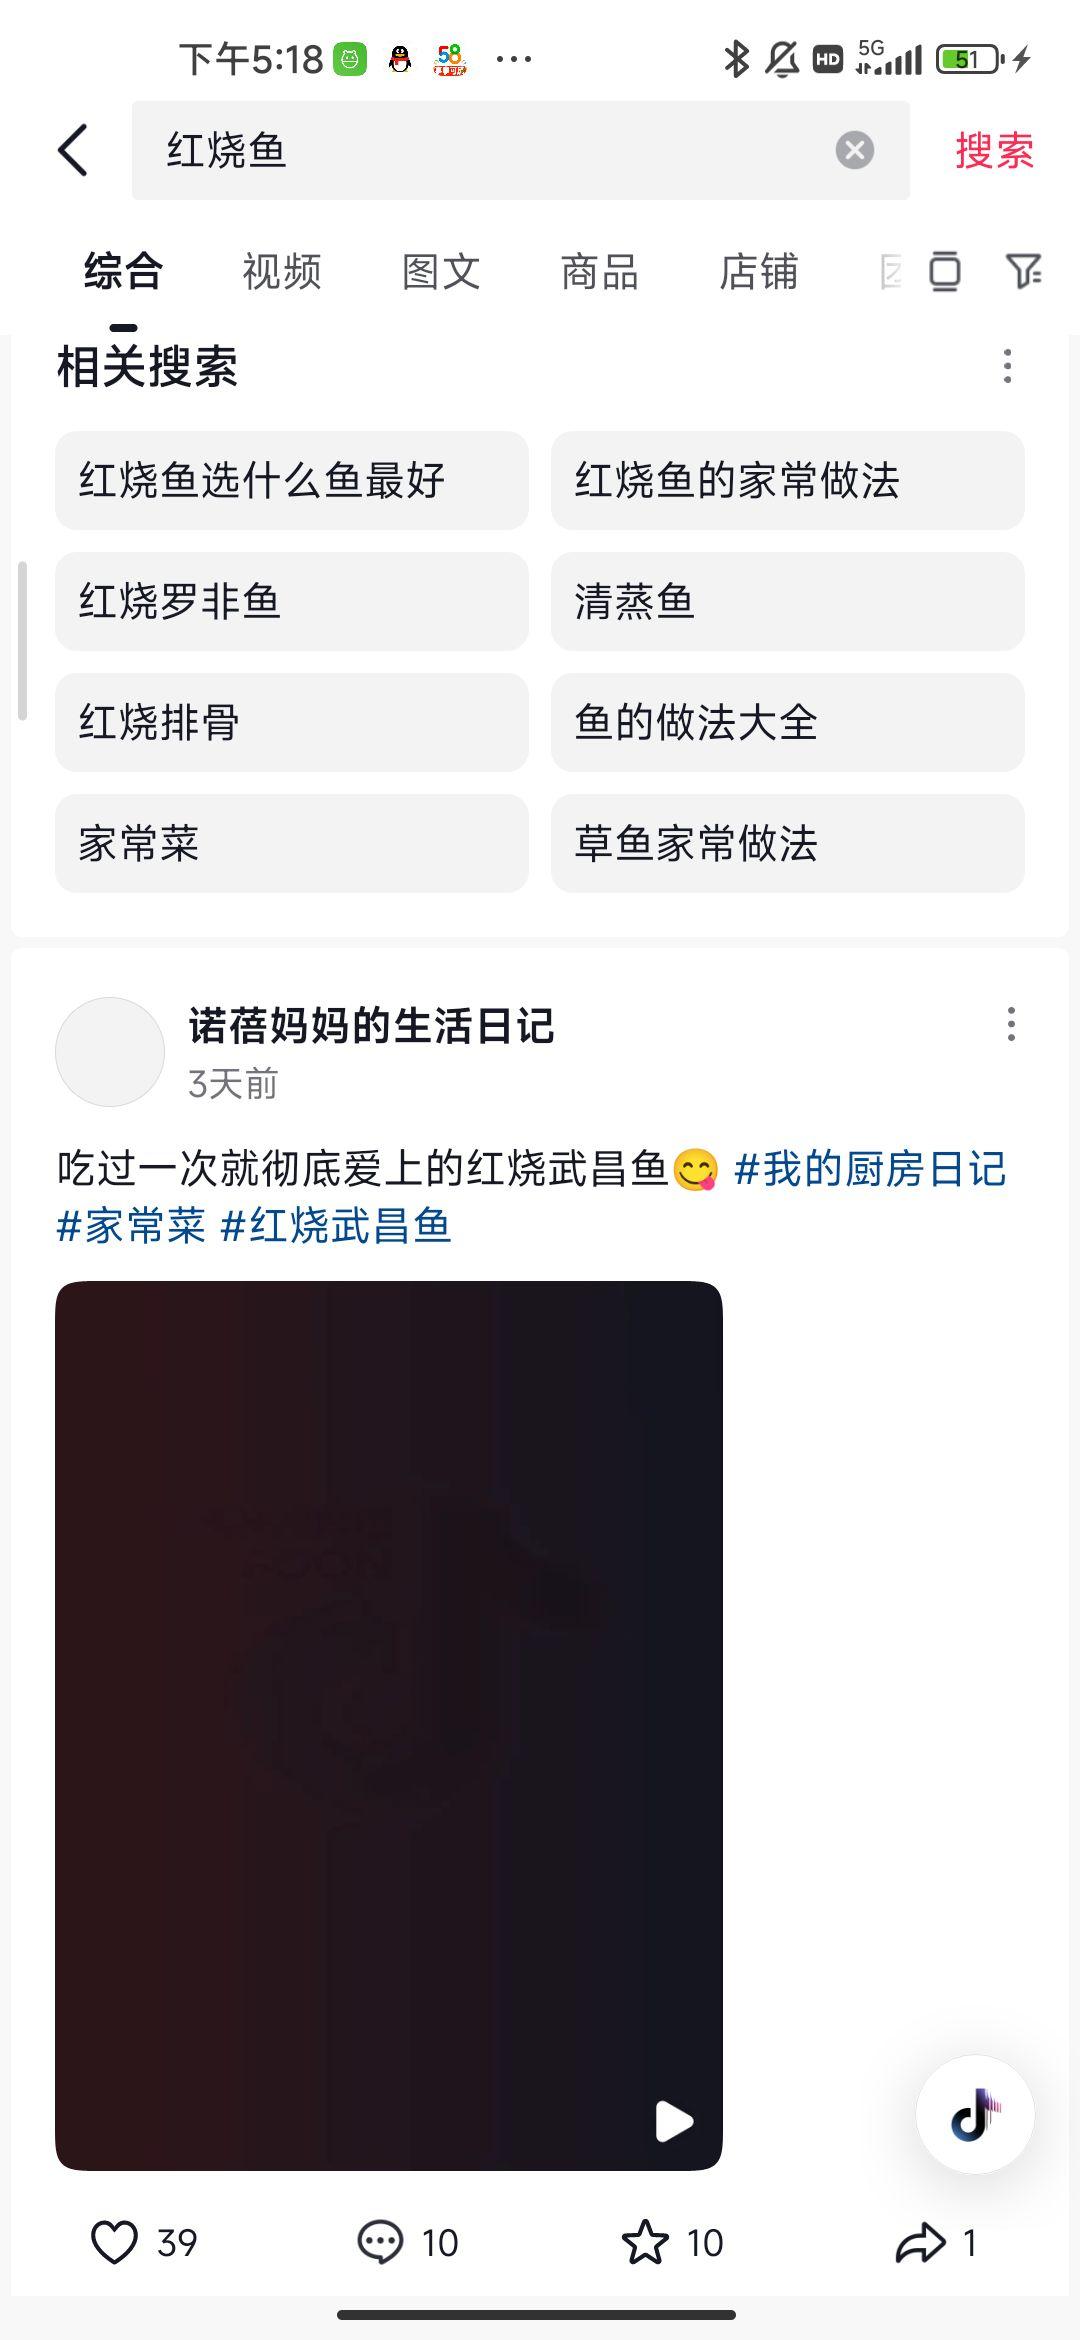 下午5:18
58
HD
5G
51
红烧鱼
搜索
综合 视频 图文 商品 店铺
相关搜索
红烧鱼选什么鱼最好
红烧鱼的家常做法
红烧罗非鱼
清蒸鱼
红烧排骨
鱼的做法大全
家常菜
草鱼家常做法
诺蓓妈妈的生活日记
3天前
吃过一次就彻底爱上的红烧武昌鱼😋 #我的厨房日记
#家常菜 #红烧武昌鱼
39
10
10
1